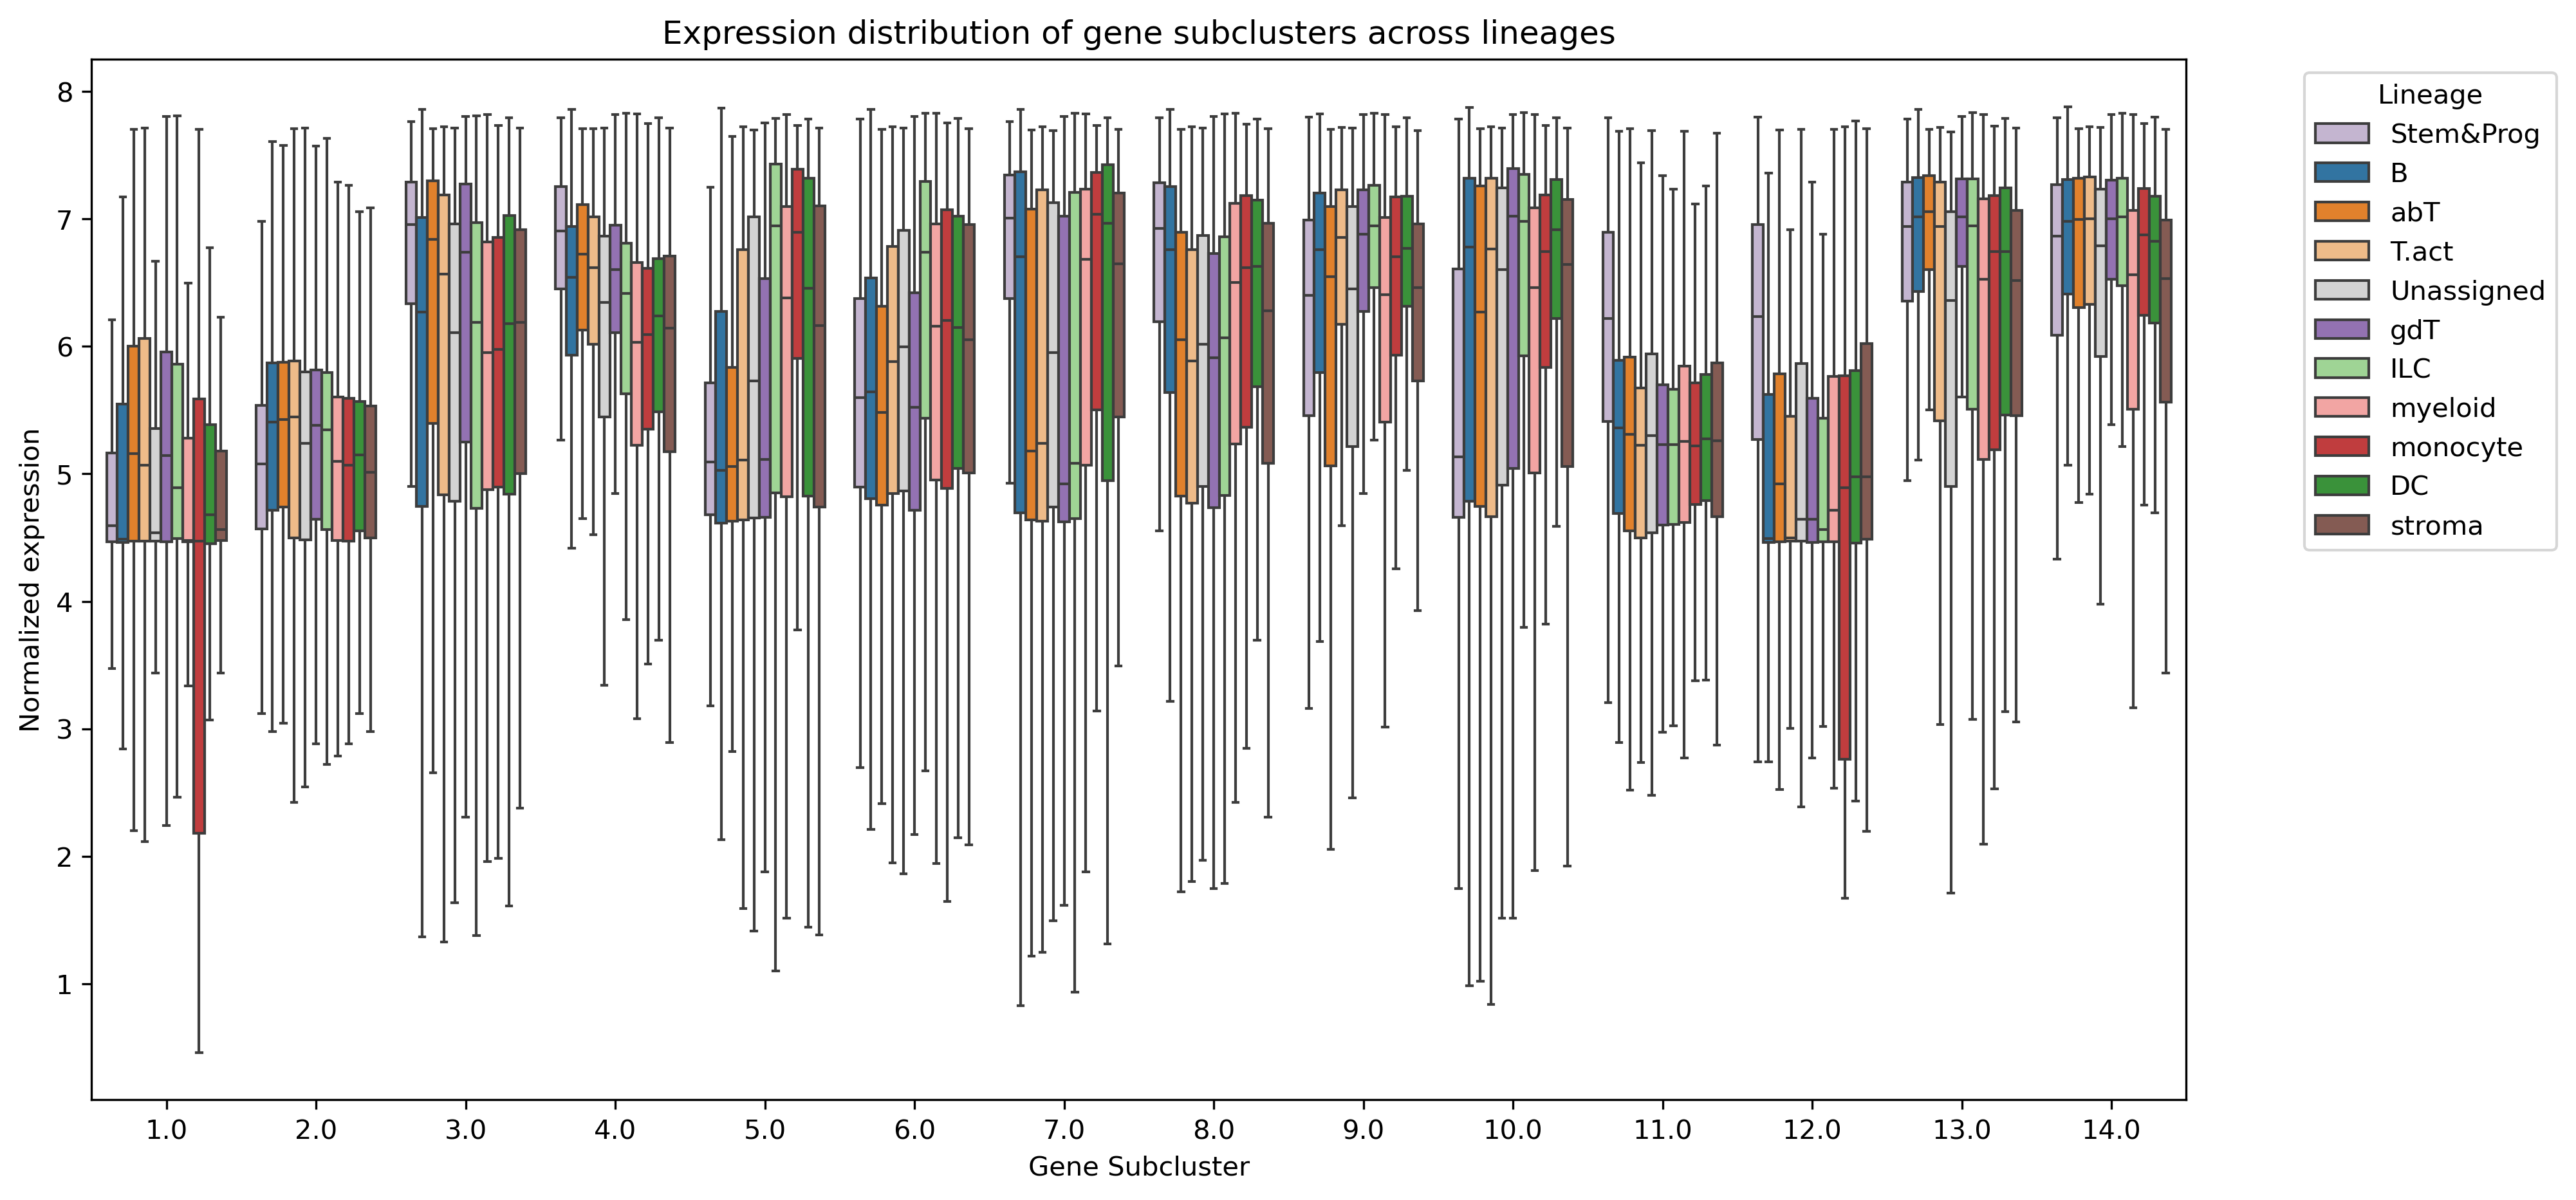 Expression distribution of gene subclusters across lineages
8
7
6
5
4
3
2
1
Normalized expression
1.0 2.0 3.0 4.0 5.0 6.0 7.0 8.0 9.0 10.0 11.0 12.0 13.0 14.0
Gene Subcluster
Lineage
Stem&Prog
B
abT
T.act
Unassigned
gdT
ILC
myeloid
monocyte
DC
stroma